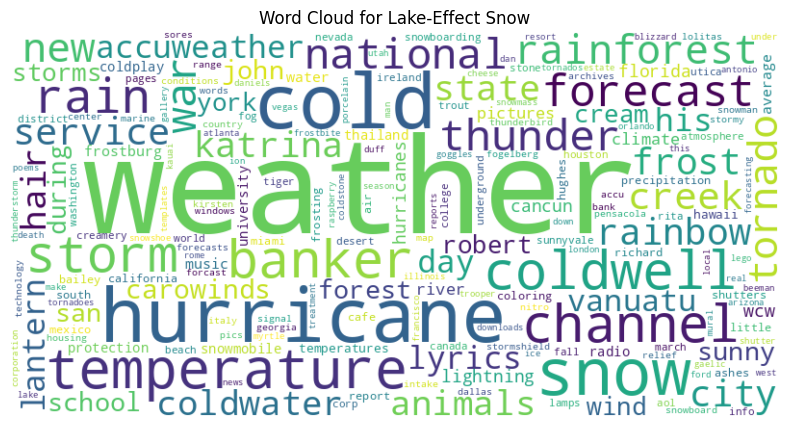 Word Cloud for Lake-Effect Snow
sores
nevada
snowboarding
resort
blizzard
lolitas
under
new
accuweather
national
rainforest
coldplay
range
utah
dan
stone
tornados
estate
utica
antonio
storms
pages
john
water
ireland
cheese
archives
florida
rain
war
cold
state
forecast
average
gallery
conditions
words
daniels
vegas
porcelain
man
trout
snowmass
pictures
snowman
stormy
york
fog
cream
his
service
district
center
marine
country
atlanta
frostbite
thunder
thunderbird
orlando
atmosphere
climate
tornado
hair
during
frostburg
katrina
thailand
duff
goggles
fogelberg
houston
this
frost
weather
poems
washington
templates
kauai
ion
tiger
season
air
hurricanes
reports
college
underground
hughes
precipitation
forecasting
thunderstorm
kirsten
university
frosting
raspberry
coldstone
accu
bank
creek
death
creamery
snowshoe
windows
cancun
down
pensacola
rita
hawaii
storm
forecasts
world
miami
desert
map
robert
sunnyvale
rainbow
technology
rome
forcast
music
banker
day
london
richard
local
lego
tornadoes
make
bailey
california
illinois
coldwell
real
beeman
arizona
south
carowinds
forest
river
coloring
vanuatu
shutters
lantern
san
hurricane
treatment
signal
trooper
nitro
wcw
mural
little
corporation
mexico
housing
italy
cafe
francisco
downloads
channel
georgia
pics
myrtle
protection
beach
snowmobile
temperatures
canada
stormshield
fall
radio
march
relief
sunny
shutter
temperature
lyrics
ice
gaelic
news
intake
dallas
lightning
snow
ford
ashes
west
lake
school
coldwater
corp
report
animals
wind
lamps
aol
snowboard
city
info